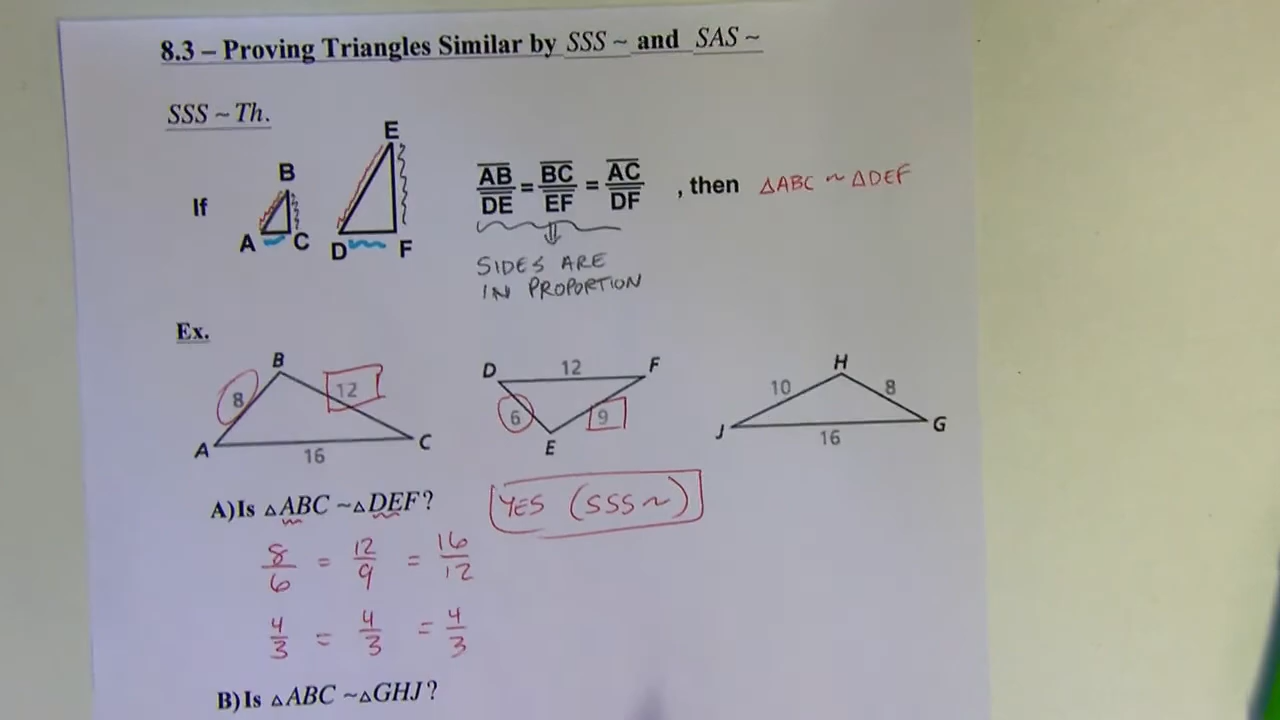 8.3 – Proving Triangles Similar by SSS ~ and SAS ~
SSS ~ Th.
If
B
A
C
E
D
F
AB/DE = BC/EF = AC/DF , then △ABC ~ △DEF
SIDES ARE
IN PROPORTION
Ex.
B
8
12
A
16
C
D
12
F
6
9
E
H
10
8
J
16
G
A) Is △ABC ~ △DEF?
YES (SSS ~)
8/6 = 12/9 = 16/12
4/3 = 4/3 = 4/3
B) Is △ABC ~ △GHJ?